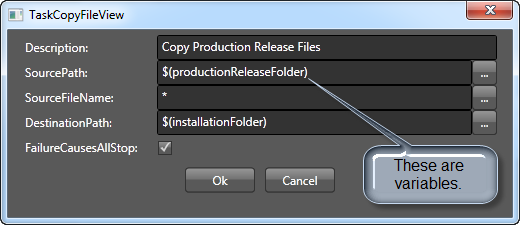 TaskCopyFileView
Description: Copy Production Release Files
SourcePath: $(productionReleaseFolder) ...
SourceFileName: * ...
DestinationPath: $(installationFolder) ...
FailureCausesAllStop:
These are
variables.
Ok Cancel